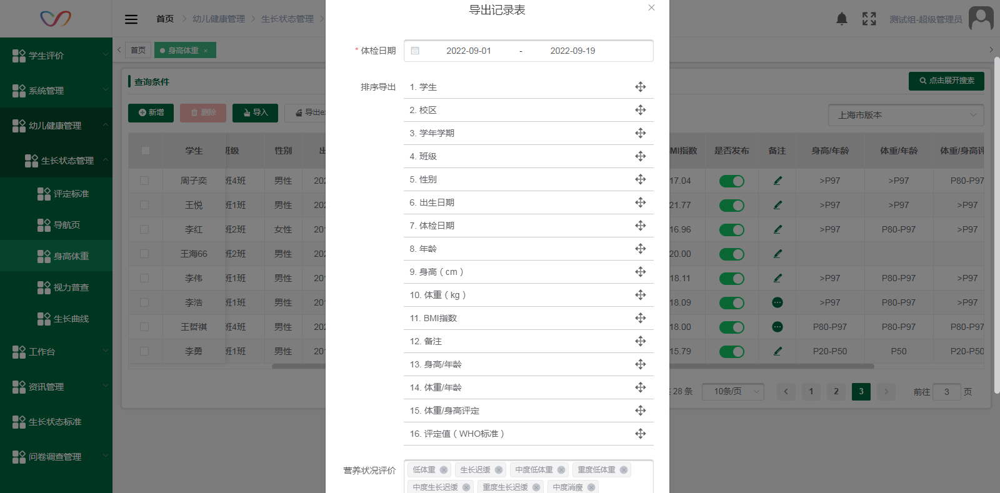 导出记录表
首页 幼儿健康管理 生长状态管理
测试组-超级管理员
首页 身高体重
学生评价
系统管理
幼儿健康管理
生长状态管理
评定标准
导航页
身高体重
视力普查
生长曲线
工作台
资讯管理
生长状态标准
问卷调查管理
查询条件
点击展开搜索
新增 删除 导入 导出ex
上海市版本
学生 班级 性别 出 MI指数 是否发布 备注 身高/年龄 体重/年龄 体重/身高评
周子奕 班4班 男性 202 17.04 >P97 >P97 P80-P97
王悦 班1班 男性 202 21.77 >P97 >P97 >P97
李红 班2班 女性 201 16.96 >P97 P80-P97 >P97
王海66 班2班 男性 202 20.00
李伟 班1班 男性 201 18.11 >P97 P80-P97 >P97
李浩 班1班 男性 201 18.09 >P97 P80-P97 >P97
王哲祺 班4班 男性 202 18.00 P80-P97 P80-P97 P80-P97
李勇 班1班 男性 201 15.79 P20-P50 P50 P20-P50
共 28 条 10条/页 1 2 3 前往 3 页
* 体检日期 2022-09-01 - 2022-09-19
排序导出
1. 学生
2. 校区
3. 学年学期
4. 班级
5. 性别
6. 出生日期
7. 体检日期
8. 年龄
9. 身高（cm）
10. 体重（kg）
11. BMI指数
12. 备注
13. 身高/年龄
14. 体重/年龄
15. 体重/身高评定
16. 评定值（WHO标准）
营养状况评价 低体重 生长迟缓 中度低体重 重度低体重
中度生长迟缓 重度生长迟缓 中度消瘦